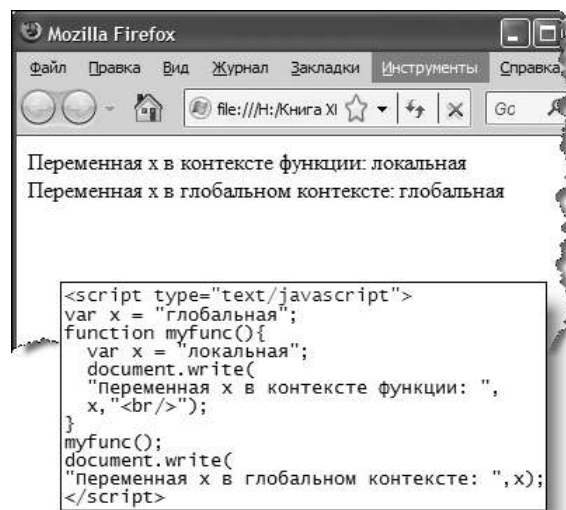 Mozilla Firefox
Файл Правка Вид Журнал Закладки Инструменты Справка
file:///H:/Книга XI
Go
Переменная x в контексте функции: локальная
Переменная x в глобальном контексте: глобальная
<script type="text/javascript">
var x = "глобальная";
function myfunc(){
var x = "локальная";
document.write(
"Переменная x в контексте функции: ",
x,"<br/>");
}
myfunc();
document.write(
"Переменная x в глобальном контексте: ",x);
</script>